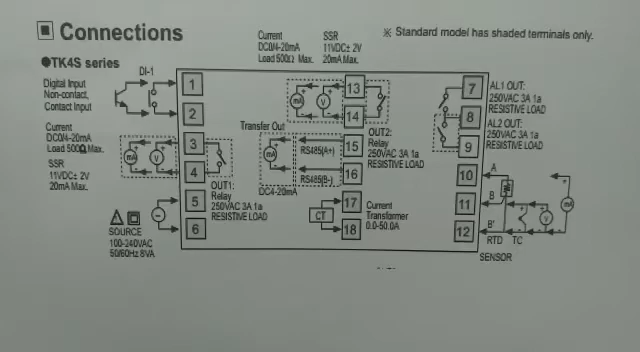 Connections
※ Standard model has shaded terminals only.
●TK4S series
DI-1
Digital Input
Non-contact,
Contact Input
Current
DC0/4-20mA
Load 500Ω Max.
SSR
11VDC± 2V
20mA Max.
SOURCE
100-240VAC
50/60Hz 8VA
1
2
3
4
5
6
mA
V
OUT1:
Relay
250VAC 3A 1a
RESISTIVE LOAD
Current
DC0/4-20mA
Load 500Ω Max.
SSR
11VDC± 2V
20mA Max.
mA
V
13
14
15
16
17
18
Transfer Out
mA
DC4-20mA
RS485(A+)
RS485(B-)
CT
OUT2:
Relay
250VAC 3A 1a
RESISTIVE LOAD
Current
Transformer
0.0-50.0A
7
8
9
10
11
12
AL1 OUT:
250VAC 3A 1a
RESISTIVE LOAD
AL2 OUT:
250VAC 3A 1a
RESISTIVE LOAD
A
B
B'
RTD
TC
V
mA
SENSOR